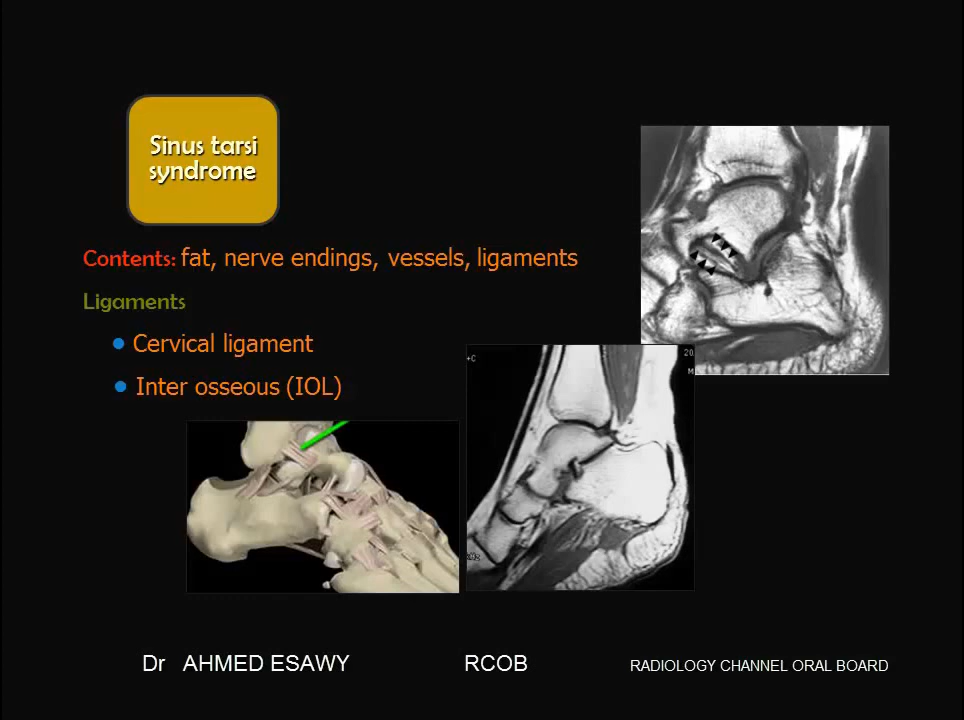 Sinus tarsi
syndrome
Contents: fat, nerve endings, vessels, ligaments
Ligaments
Cervical ligament
Inter osseous (IOL)
+C
20
M
Dr AHMED ESAWY
RCOB
RADIOLOGY CHANNEL ORAL BOARD